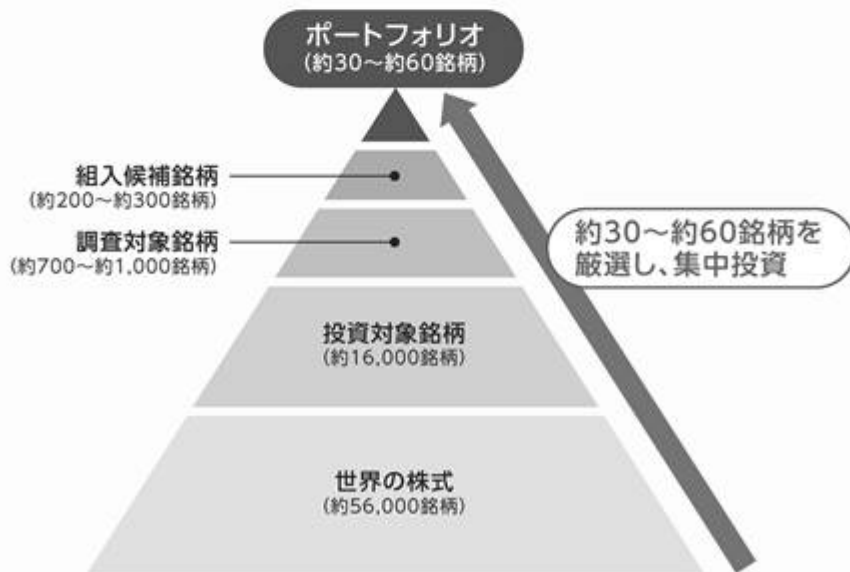 ポートフォリオ
(約30～約60銘柄)
組入候補銘柄
(約200～約300銘柄)
調査対象銘柄
(約700～約1,000銘柄)
約30～約60銘柄を
厳選し、集中投資
投資対象銘柄
(約16,000銘柄)
世界の株式
(約56,000銘柄)